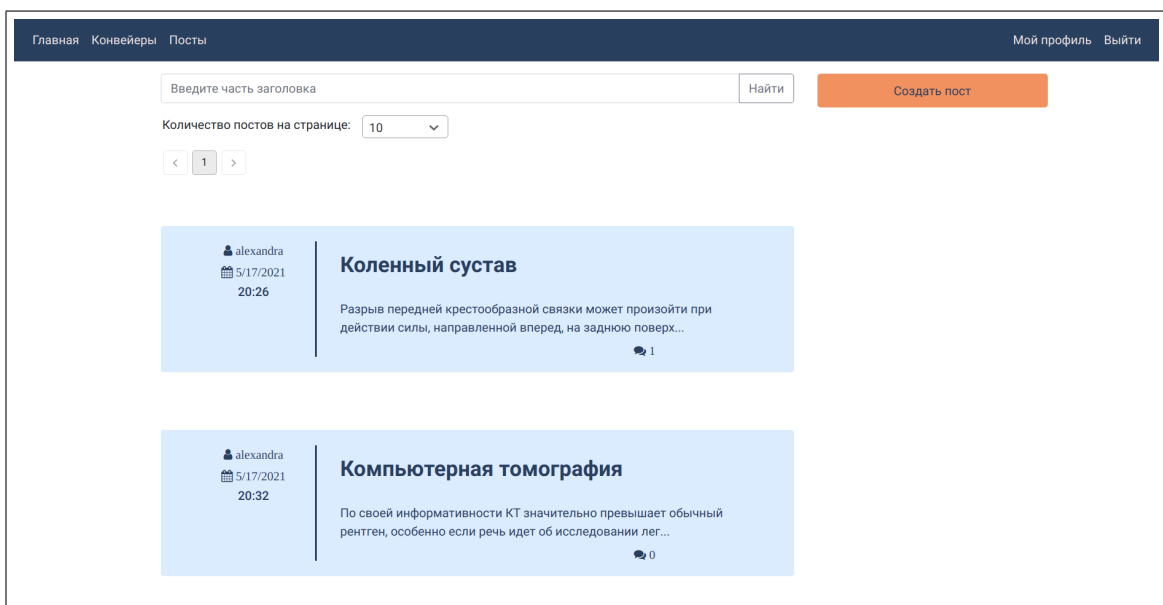 Главная Конвейеры Посты Мой профиль Выйти
Введите часть заголовка Найти Создать пост
Количество постов на странице: 10
< 1 >
alexandra
5/17/2021
20:26
Коленный сустав
Разрыв передней крестообразной связки может произойти при
действии силы, направленной вперед, на заднюю поверх...
1
alexandra
5/17/2021
20:32
Компьютерная томография
По своей информативности КТ значительно превышает обычный
рентген, особенно если речь идет об исследовании лег...
0